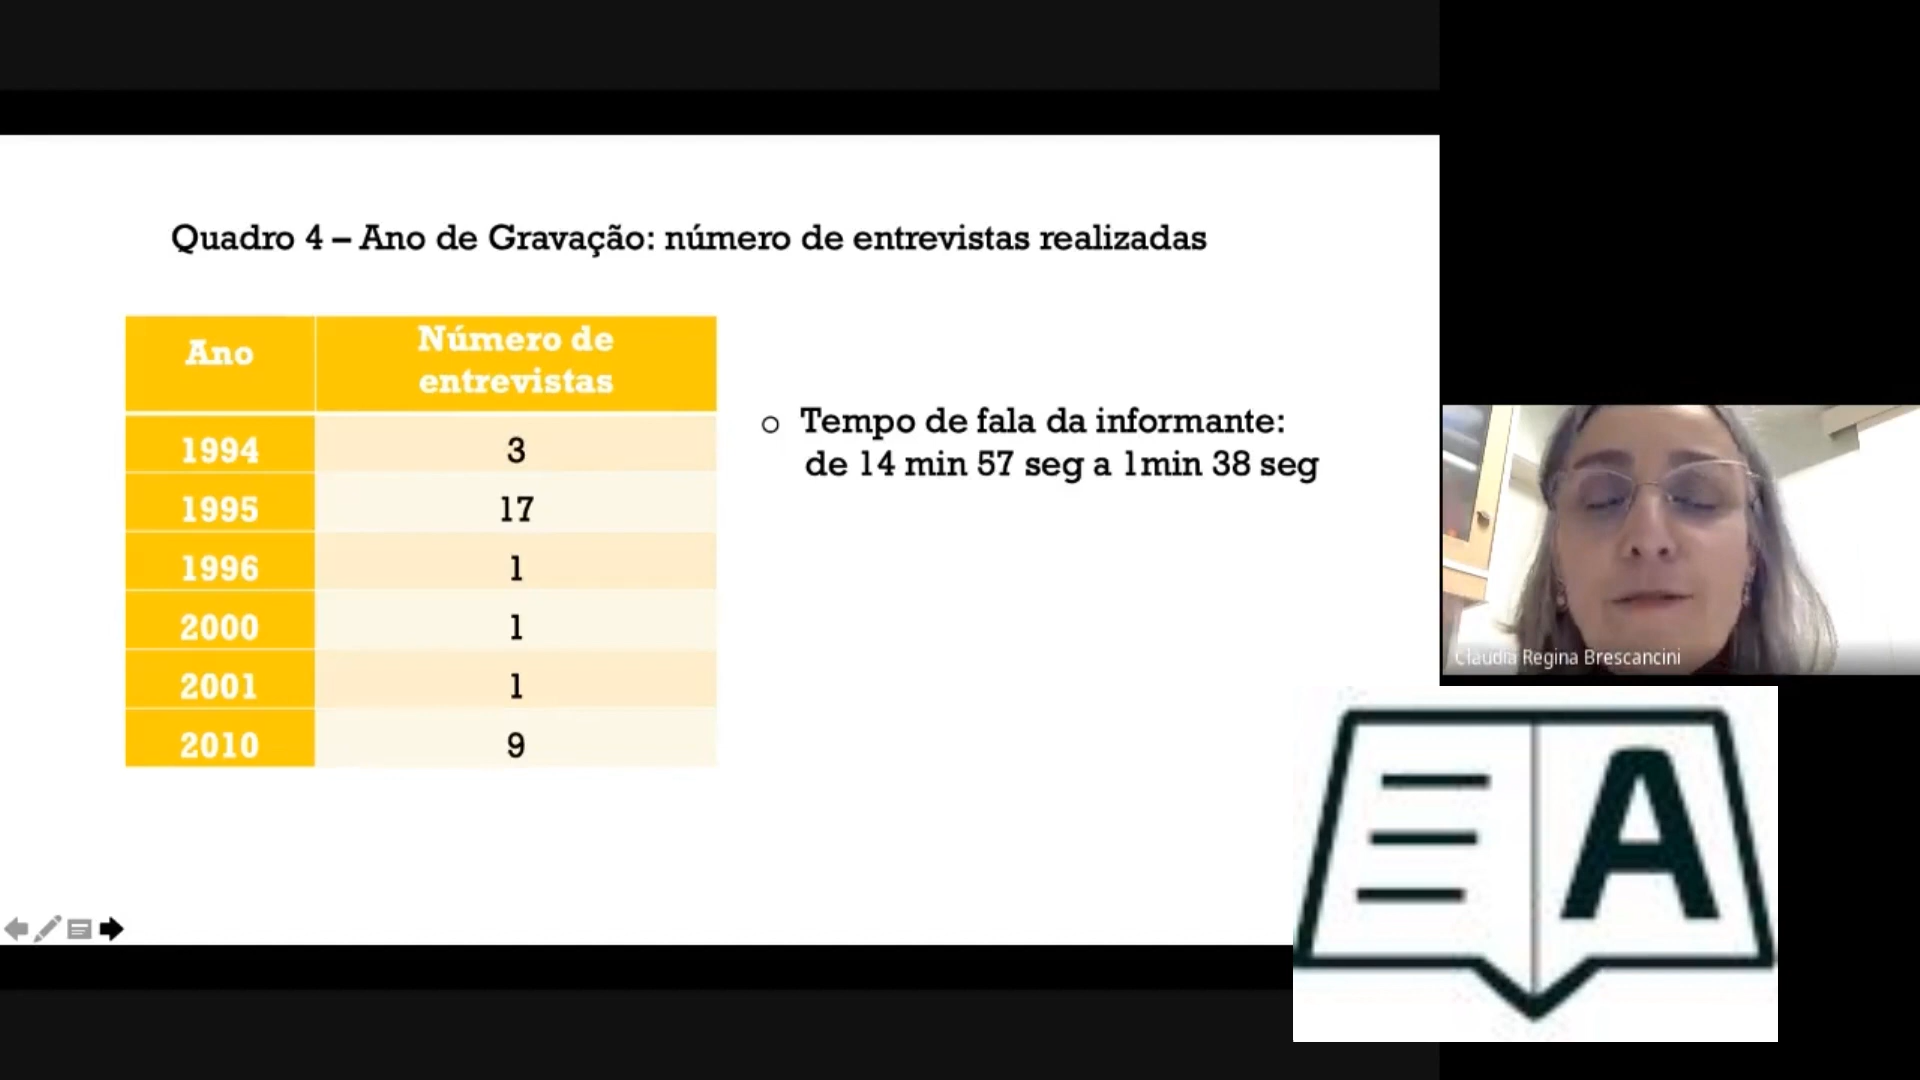 Quadro 4 – Ano de Gravação: número de entrevistas realizadas
Ano
Número de
entrevistas
1994 3
1995 17
1996 1
2000 1
2001 1
2010 9
o Tempo de fala da informante:
de 14 min 57 seg a 1min 38 seg
Claudia Regina Brescancini
A